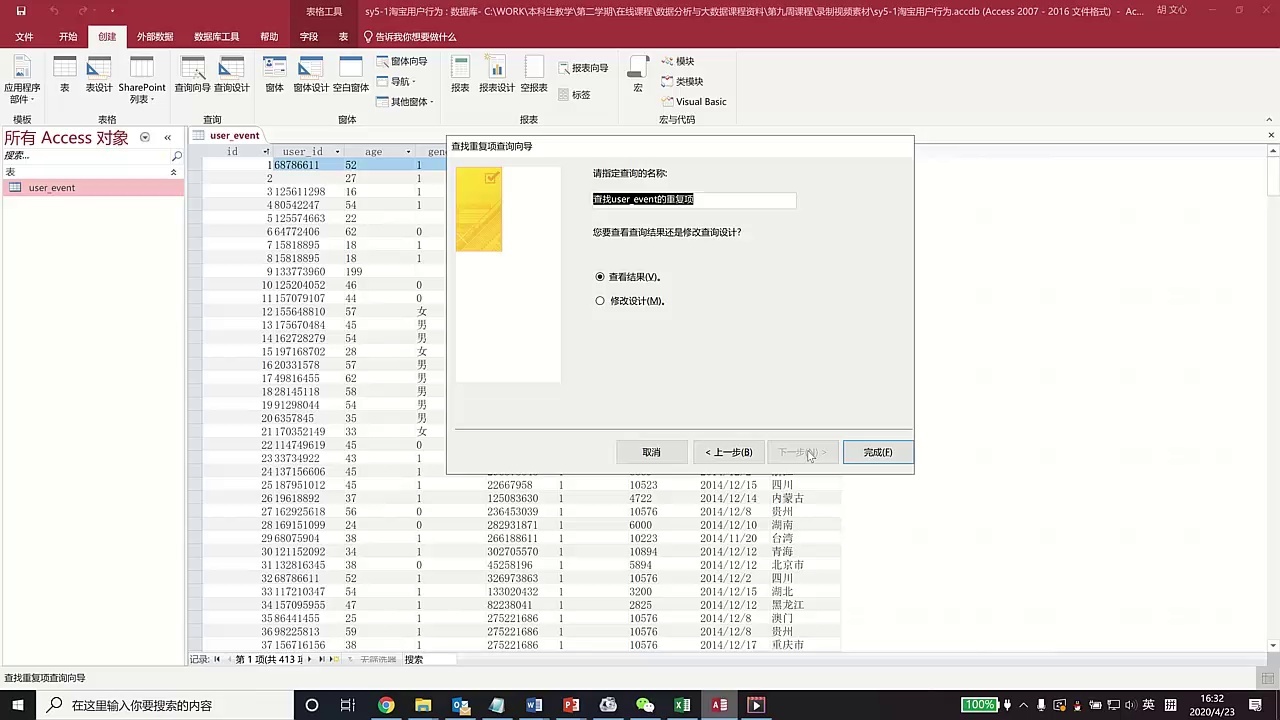 表格工具
sy5-1淘宝用户行为 : 数据库- C:\WORK\本科生教学\第二学期\在线课程\数据分析与大数据课程资料\第九周课程\录制视频素材\sy5-1淘宝用户行为.accdb (Access 2007 - 2016 文件格式) - Ac...
胡 文心
文件 开始 创建 外部数据 数据库工具 帮助 字段 表 告诉我你想要做什么
应用程序部件 表 表设计 SharePoint 列表 查询向导 查询设计 窗体 窗体设计 空白窗体 窗体向导 导航 其他窗体 报表 报表设计 空报表 报表向导 标签 宏 模块 类模块 Visual Basic
模板 表格 查询 窗体 报表 宏与代码
所有 Access 对象
搜索...
表
user_event
user_event
id user_id age gen
1 68786611 52 1
2 27 1
3 125611298 16 1
4 80542247 54 1
5 125574663 22
6 64772406 62 0
7 15818895 18 1
8 15818895 18 1
9 133773960 199
10 125204052 46 0
11 157079107 44 0
12 155648810 57 女
13 175670484 45 男
14 162728279 54 男
15 197168702 28 女
16 20331578 57 男
17 49816455 62 男
18 28145118 58 男
19 91298044 54 男
20 6357845 35 男
21 170352149 33 女
22 114749619 45 0
23 33734922 43 1
24 137156606 45 1
25 187951012 45 1 22667958 1 10523 2014/12/15 四川
26 19618892 37 1 125083630 1 4722 2014/12/14 内蒙古
27 162925618 56 0 236453039 1 10576 2014/12/8 贵州
28 169151099 24 0 282931871 1 6000 2014/12/10 湖南
29 68075904 38 1 266188611 1 10223 2014/11/20 台湾
30 121152092 34 1 302705570 1 10894 2014/12/12 青海
31 132816345 38 0 45258196 1 5894 2014/12/12 北京市
32 68786611 52 1 326973863 1 10576 2014/12/2 四川
33 117210347 54 1 133020432 1 3200 2014/12/15 湖北
34 157095955 47 1 82238041 1 2825 2014/12/12 黑龙江
35 86441455 25 1 275221686 1 10576 2014/12/8 澳门
36 98225813 59 1 275221686 1 10576 2014/12/8 贵州
37 156716156 38 1 275221686 1 10576 2014/12/17 重庆市
查找重复项查询向导
请指定查询的名称:
查找user_event的重复项
您要查看查询结果还是修改查询设计?
查看结果(V)。
修改设计(M)。
取消 < 上一步(B) 下一步(N) > 完成(F)
记录: 第 1 项(共 413 项 无筛选器 搜索
查找重复项查询向导
在这里输入你要搜索的内容
100%
英
16:32
2020/4/23